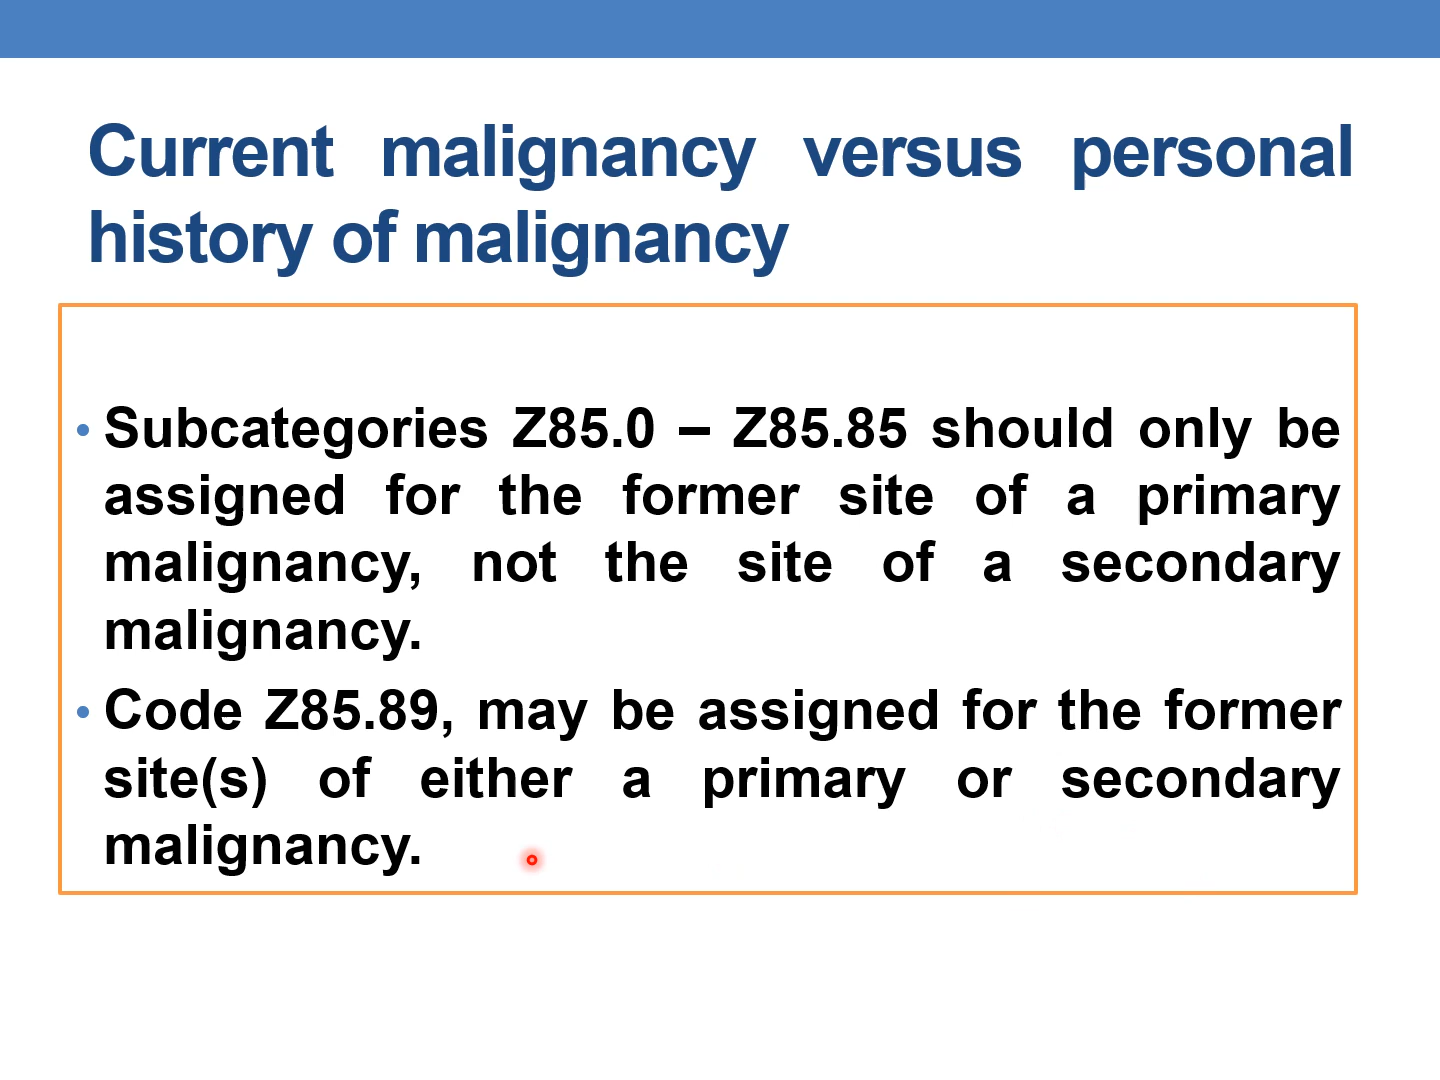 Current malignancy versus personal
history of malignancy
• Subcategories Z85.0 – Z85.85 should only be
assigned for the former site of a primary
malignancy, not the site of a secondary
malignancy.
• Code Z85.89, may be assigned for the former
site(s) of either a primary or secondary
malignancy.